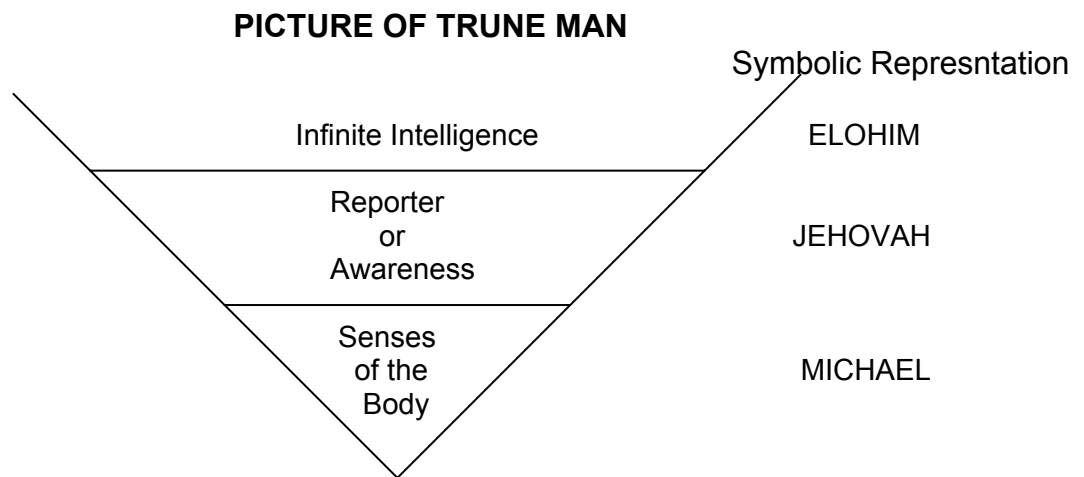 PICTURE OF TRUNE MAN
Symbolic Represntation
Infinite Intelligence
ELOHIM
Reporter
or
Awareness
JEHOVAH
Senses
of the
Body
MICHAEL